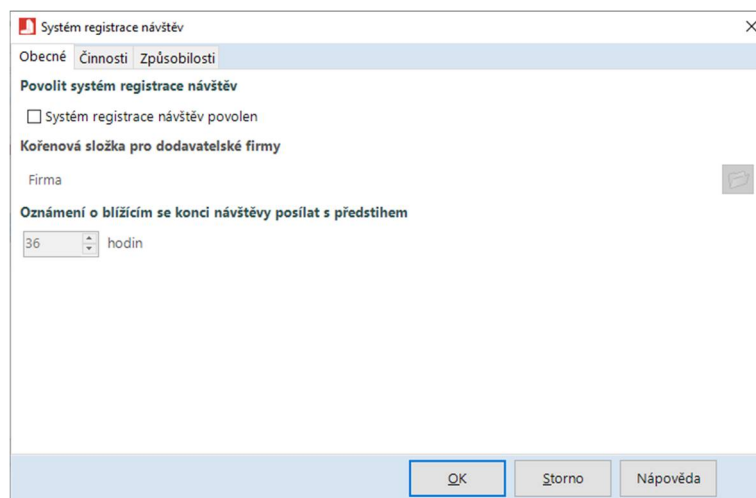 Systém registrace návštěv
Obecné Činnosti Způsobilosti
Povolit systém registrace návštěv
Systém registrace návštěv povolen
Kořenová složka pro dodavatelské firmy
Firma
Oznámení o blížícím se konci návštěvy posílat s předstihem
36 hodin
OK Storno Nápověda